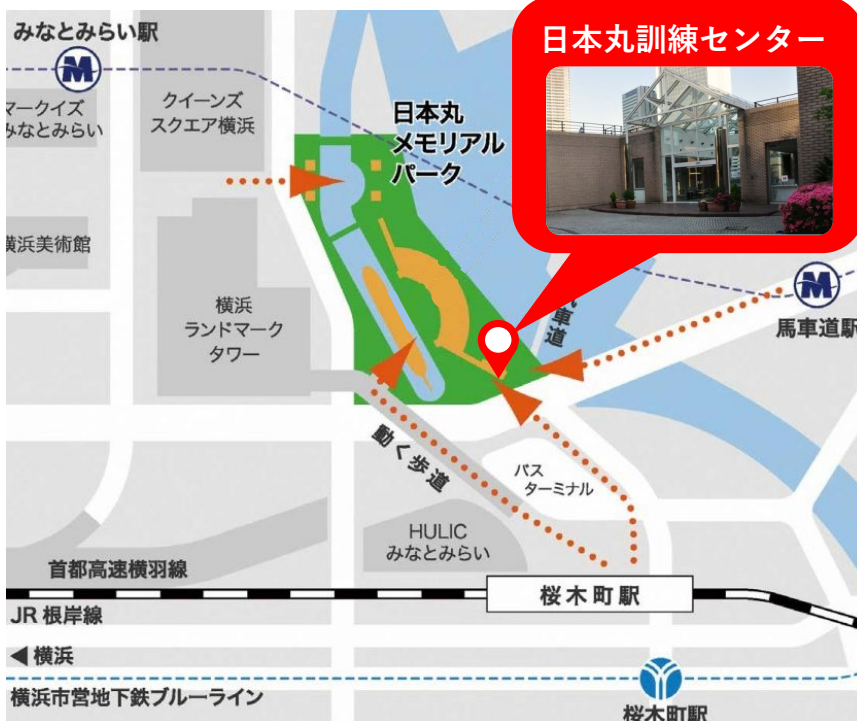 みなとみらい駅
日本丸訓練センター
マークイズ
みなとみらい
クイーンズ
スクエア横浜
日本丸
メモリアル
パーク
横浜美術館
横浜
ランドマーク
タワー
車道
馬車道駅
動く歩道
バス
ターミナル
HULIC
みなとみらい
首都高速横羽線
桜木町駅
JR 根岸線
◀横浜
横浜市営地下鉄ブルーライン
桜木町駅